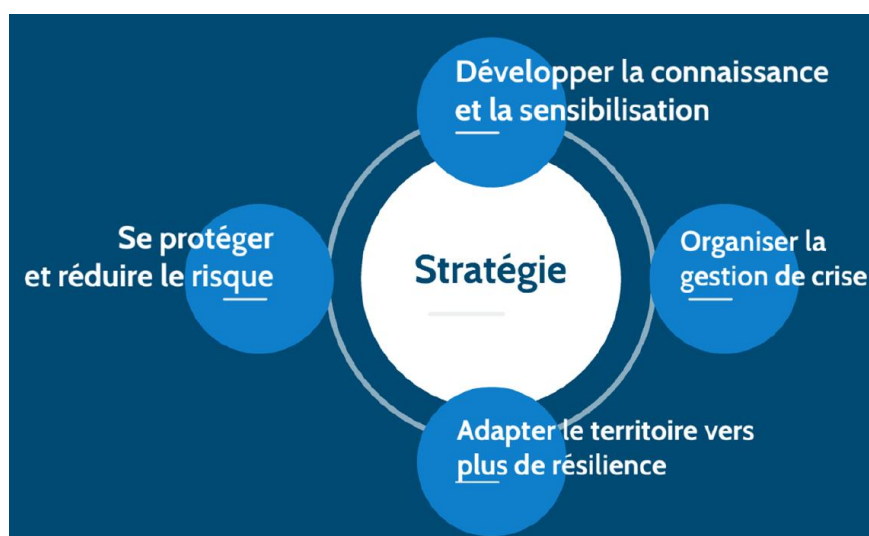 Développer la connaissance
et la sensibilisation
Se protéger
et réduire le risque
Stratégie
Organiser la
gestion de crise
Adapter le territoire vers
plus de résilience